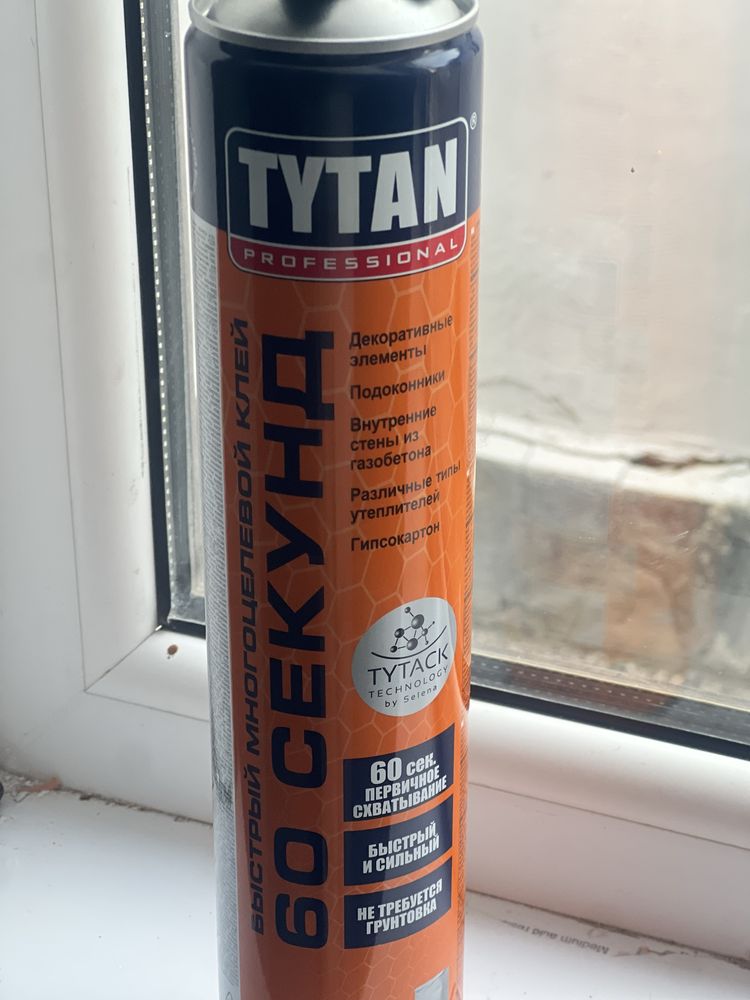 TYTAN
®
PROFESSIONAL
БЫСТРЫЙ МНОГОЦЕЛЕВОЙ КЛЕЙ
60 СЕКУНД
Декоративные
элементы
Подоконники
Внутренние
стены из
газобетона
Различные типы
утеплителей
Гипсокартон
TYTACK
TECHNOLOGY
by Selena
60 сек.
ПЕРВИЧНОЕ
СХВАТЫВАНИЕ
БЫСТРЫЙ
И СИЛЬНЫЙ
НЕ ТРЕБУЕТСЯ
ГРУНТОВКА
Medium